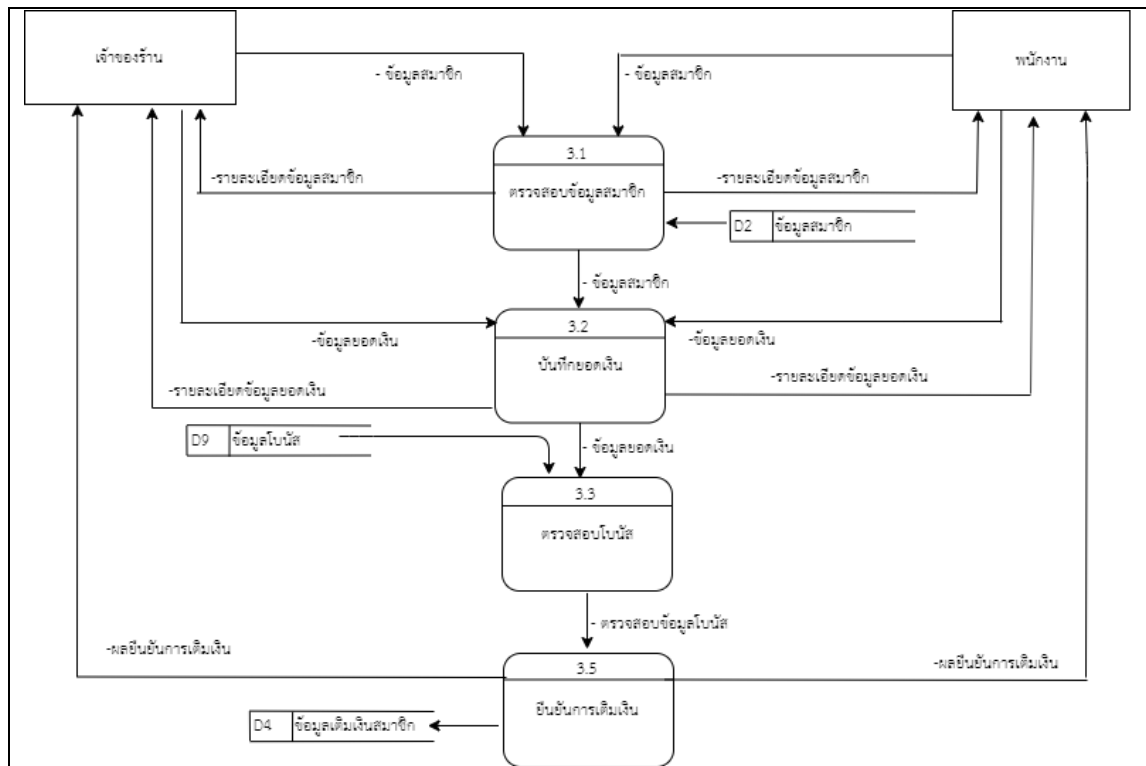 เจ้าของร้าน
พนักงาน
- ข้อมูลสมาชิก
- ข้อมูลสมาชิก
3.1
ตรวจสอบข้อมูลสมาชิก
-รายละเอียดข้อมูลสมาชิก
-รายละเอียดข้อมูลสมาชิก
D2 ข้อมูลสมาชิก
- ข้อมูลสมาชิก
3.2
บันทึกยอดเงิน
-ข้อมูลยอดเงิน
-ข้อมูลยอดเงิน
-รายละเอียดข้อมูลยอดเงิน
-รายละเอียดข้อมูลยอดเงิน
D9 ข้อมูลโบนัส
- ข้อมูลยอดเงิน
3.3
ตรวจสอบโบนัส
- ตรวจสอบข้อมูลโบนัส
-ผลยืนยันการเติมเงิน
-ผลยืนยันการเติมเงิน
3.5
ยืนยันการเติมเงิน
D4 ข้อมูลเติมเงินสมาชิก